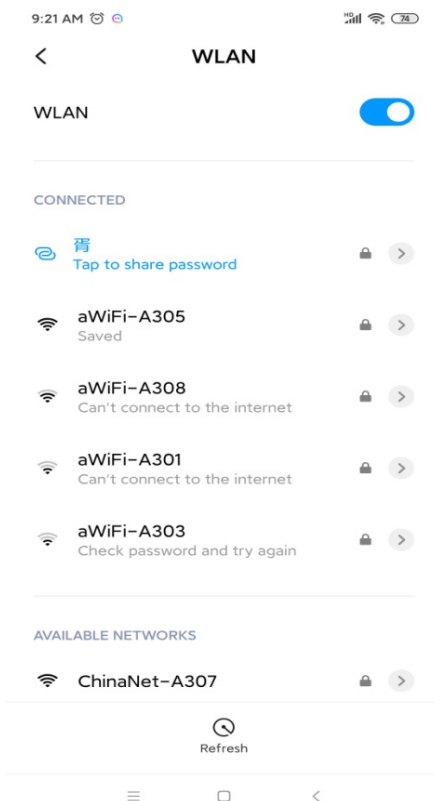 9:21 AM HD 74
WLAN
WLAN
CONNECTED
胥
Tap to share password
aWiFi-A305
Saved
aWiFi-A308
Can't connect to the internet
aWiFi-A301
Can't connect to the internet
aWiFi-A303
Check password and try again
AVAILABLE NETWORKS
ChinaNet-A307
Refresh